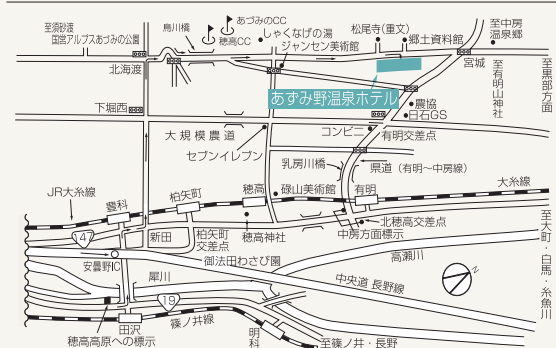 至須砂渡
国営アルプスあづみの公園
烏川橋
あづみのCC
穂高CC
しゃくなげの湯
ジャンセン美術館
松尾寺(重文)
郷土資料館
至中房
温泉郷
北海渡
宮城
至有明山神社
至黒部方面
あずみ野温泉ホテル
下堀西
農協
日石GS
コンビニ
有明交差点
大規模農道
セブンイレブン
乳房川橋
県道(有明~中房線)
JR大糸線
豊科
柏矢町
穂高
碌山美術館
有明
大糸線
147
新田
柏矢町
交差点
穂高神社
北穂高交差点
中房方面標示
至大町・白馬・糸魚川
安曇野IC
御法田わさび園
高瀬川
犀川
中央道 長野線
N
19
田沢
篠ノ井線
明科
穂高高原への標示
至篠ノ井・長野